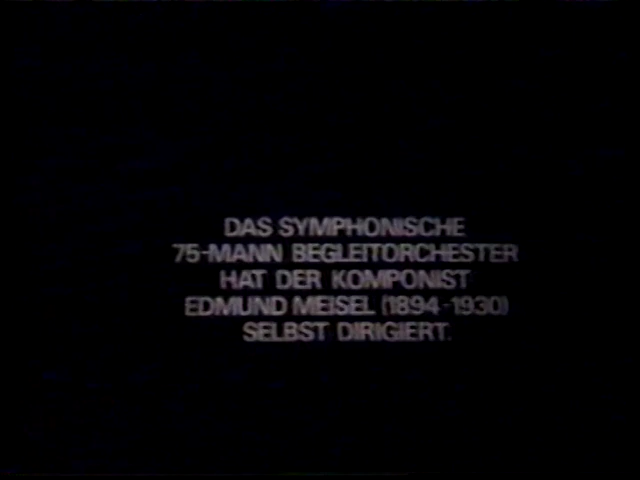 DAS SYMPHONISCHE
75-MANN BEGLEITORCHESTER
HAT DER KOMPONIST
EDMUND MEISEL (1894-1930)
SELBST DIRIGIERT.